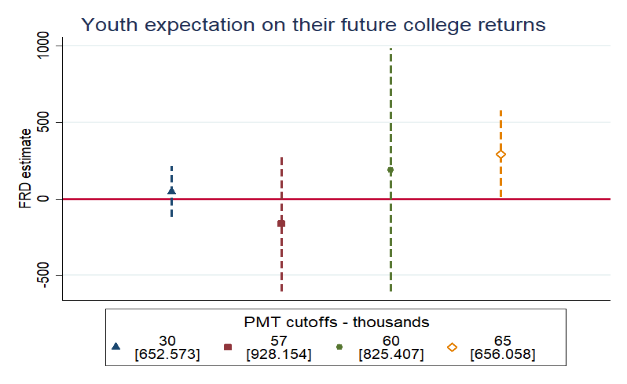 Youth expectation on their future college returns
1000
500
0
-500
FRD estimate
PMT cutoffs - thousands
30 57 60 65
[652.573] [928.154] [825.407] [656.058]